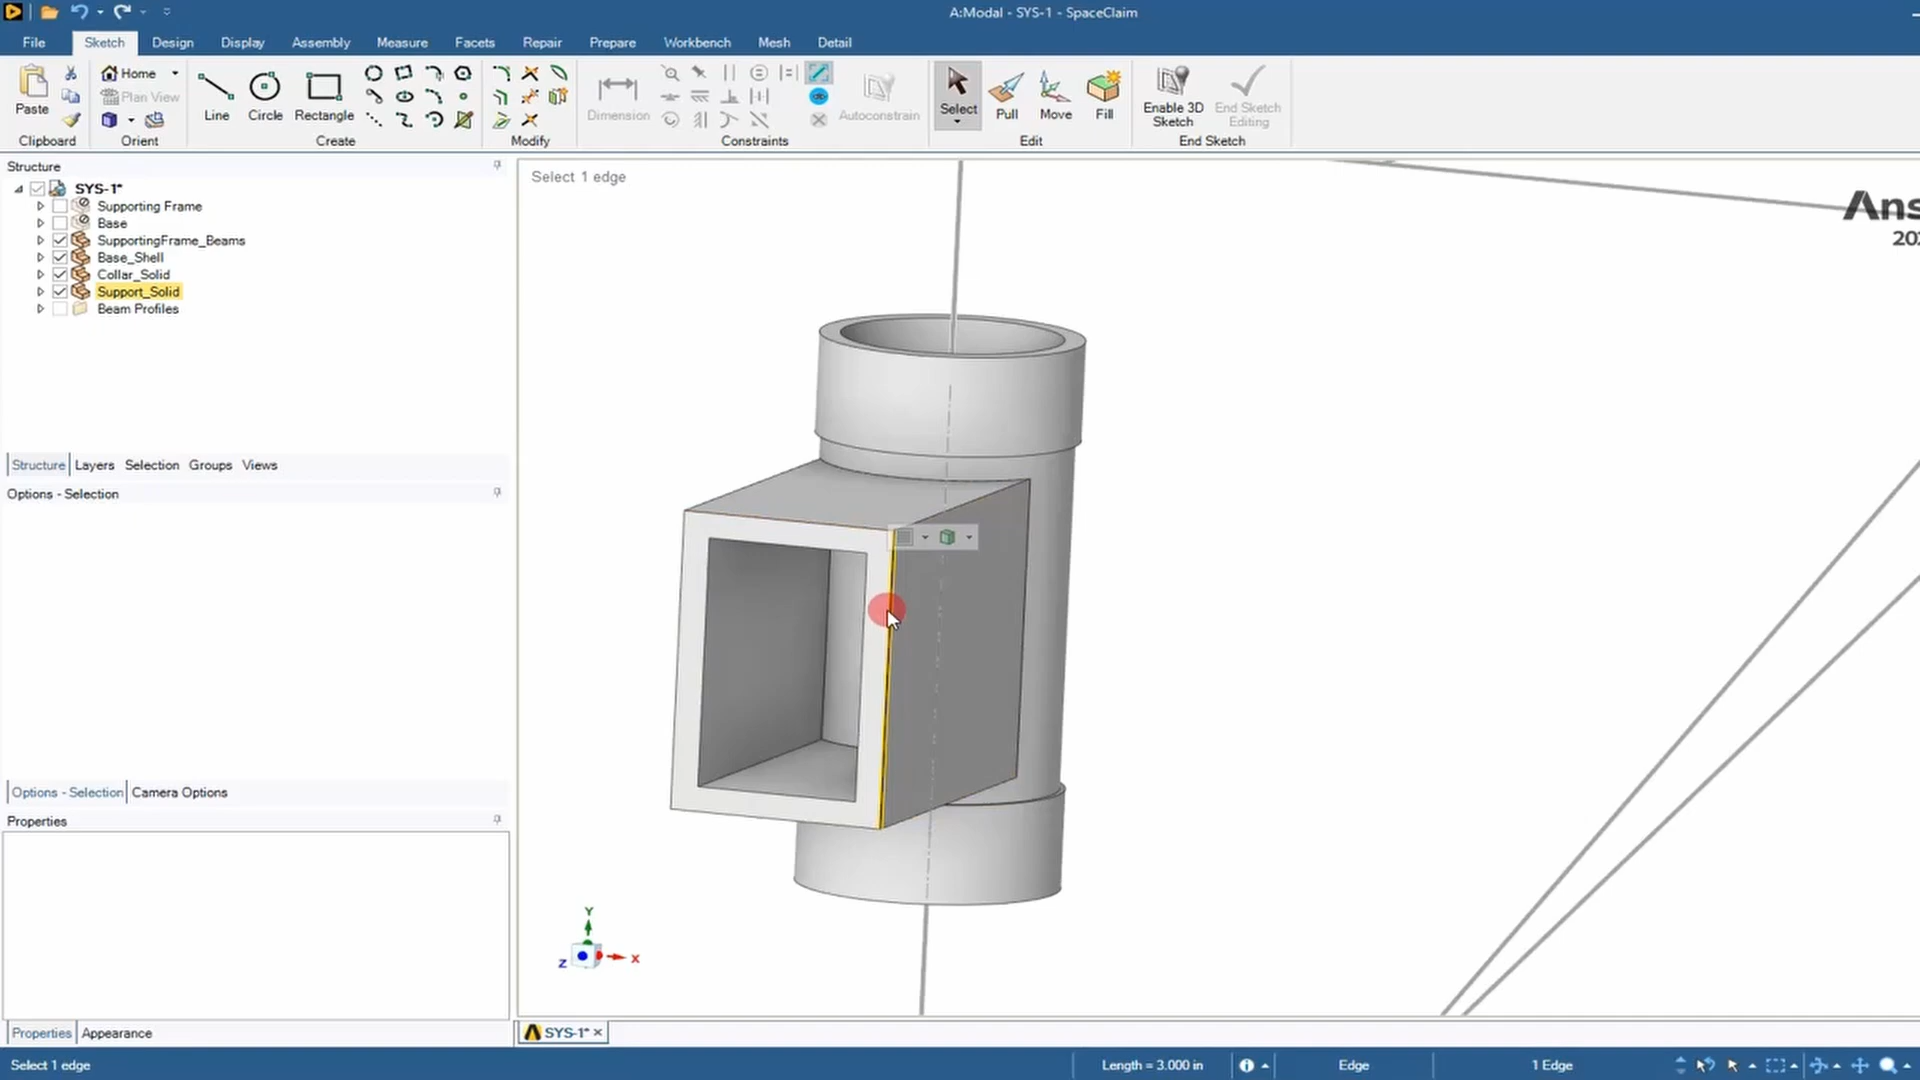 A:Modal - SYS-1 - SpaceClaim
File Sketch Design Display Assembly Measure Facets Repair Prepare Workbench Mesh Detail
Paste
Clipboard
Home
Plan View
Orient
Line Circle Rectangle
Create
Modify
Dimension
Autoconstrain
Constraints
Select Pull Move Fill
Edit
Enable 3D Sketch
End Sketch Editing
End Sketch
Structure
SYS-1*
Supporting Frame
Base
SupportingFrame_Beams
Base_Shell
Collar_Solid
Support_Solid
Beam Profiles
Structure Layers Selection Groups Views
Options - Selection
Options - Selection Camera Options
Properties
Properties Appearance
Select 1 edge
Ans
202
Y
Z
X
SYS-1*
Select 1 edge
Length = 3.000 in
Edge
1 Edge